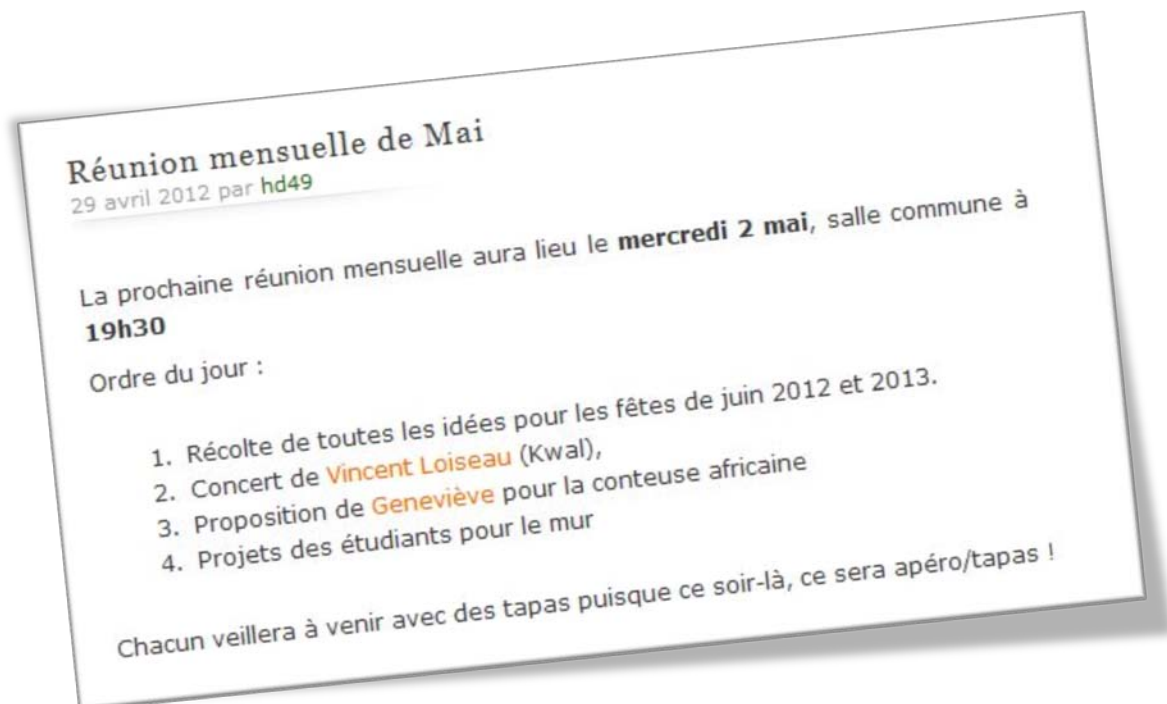 Réunion mensuelle de Mai
29 avril 2012 par hd49
La prochaine réunion mensuelle aura lieu le mercredi 2 mai, salle commune à
19h30
Ordre du jour :
1. Récolte de toutes les idées pour les fêtes de juin 2012 et 2013.
2. Concert de Vincent Loiseau (Kwal),
3. Proposition de Geneviève pour la conteuse africaine
4. Projets des étudiants pour le mur
Chacun veillera à venir avec des tapas puisque ce soir-là, ce sera apéro/tapas !